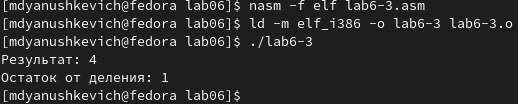 [mdyanushkevich@fedora lab06]$ nasm -f elf lab6-3.asm
[mdyanushkevich@fedora lab06]$ ld -m elf_i386 -o lab6-3 lab6-3.o
[mdyanushkevich@fedora lab06]$ ./lab6-3
Результат: 4
Остаток от деления: 1
[mdyanushkevich@fedora lab06]$